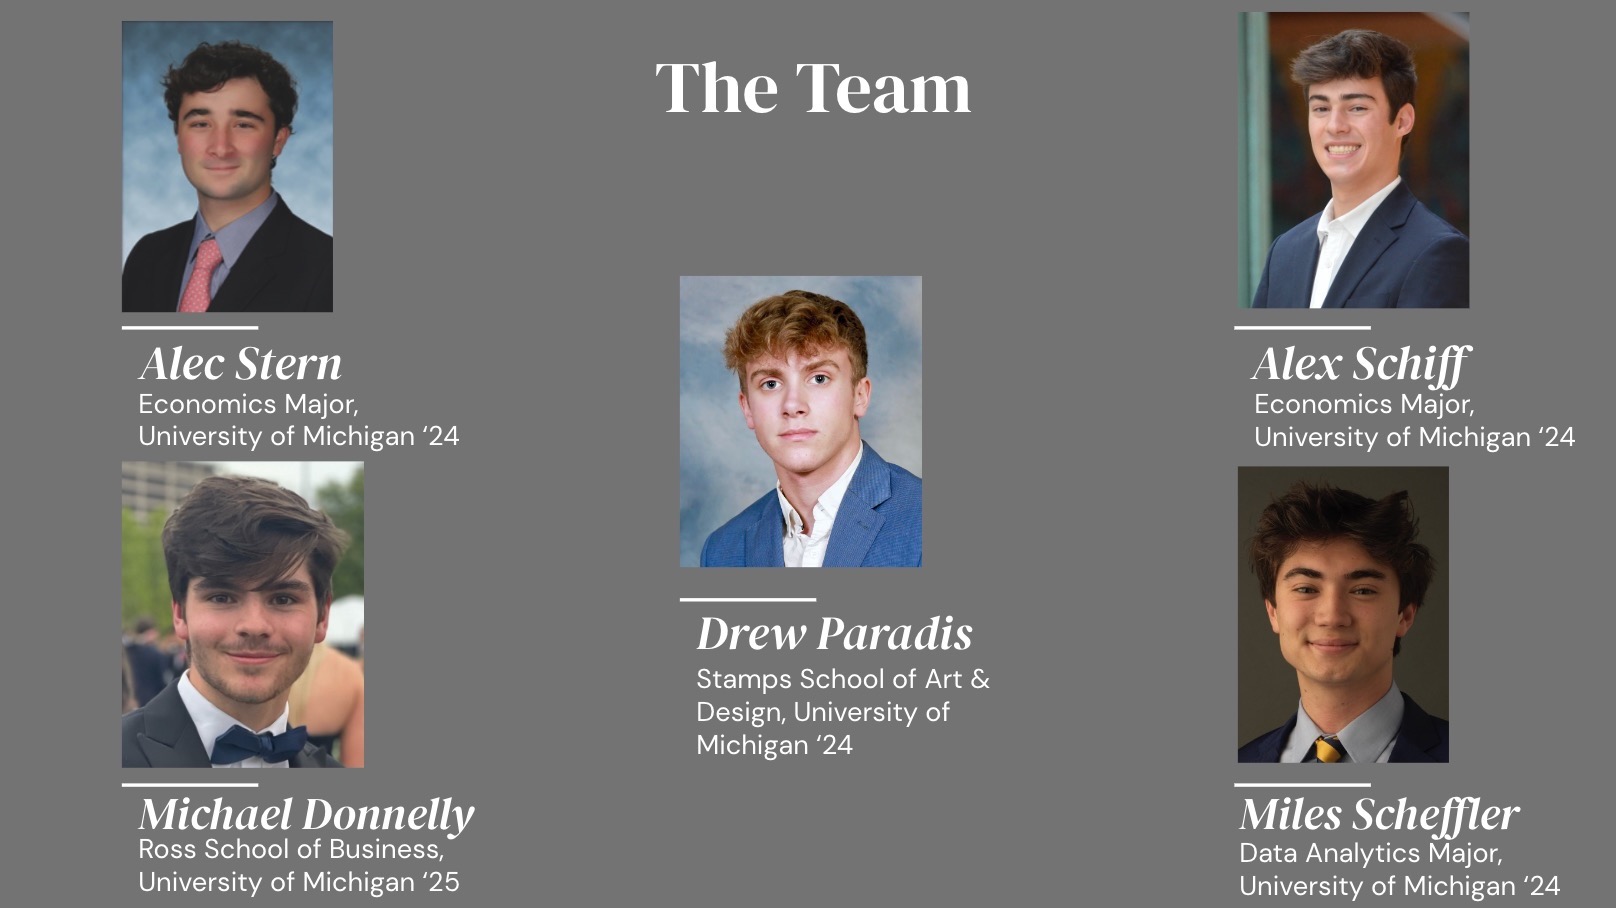 The Team
Alec Stern
Economics Major,
University of Michigan ‘24
Michael Donnelly
Ross School of Business,
University of Michigan ‘25
Drew Paradis
Stamps School of Art &
Design, University of
Michigan ‘24
Alex Schiff
Economics Major,
University of Michigan ‘24
Miles Scheffler
Data Analytics Major,
University of Michigan ‘24